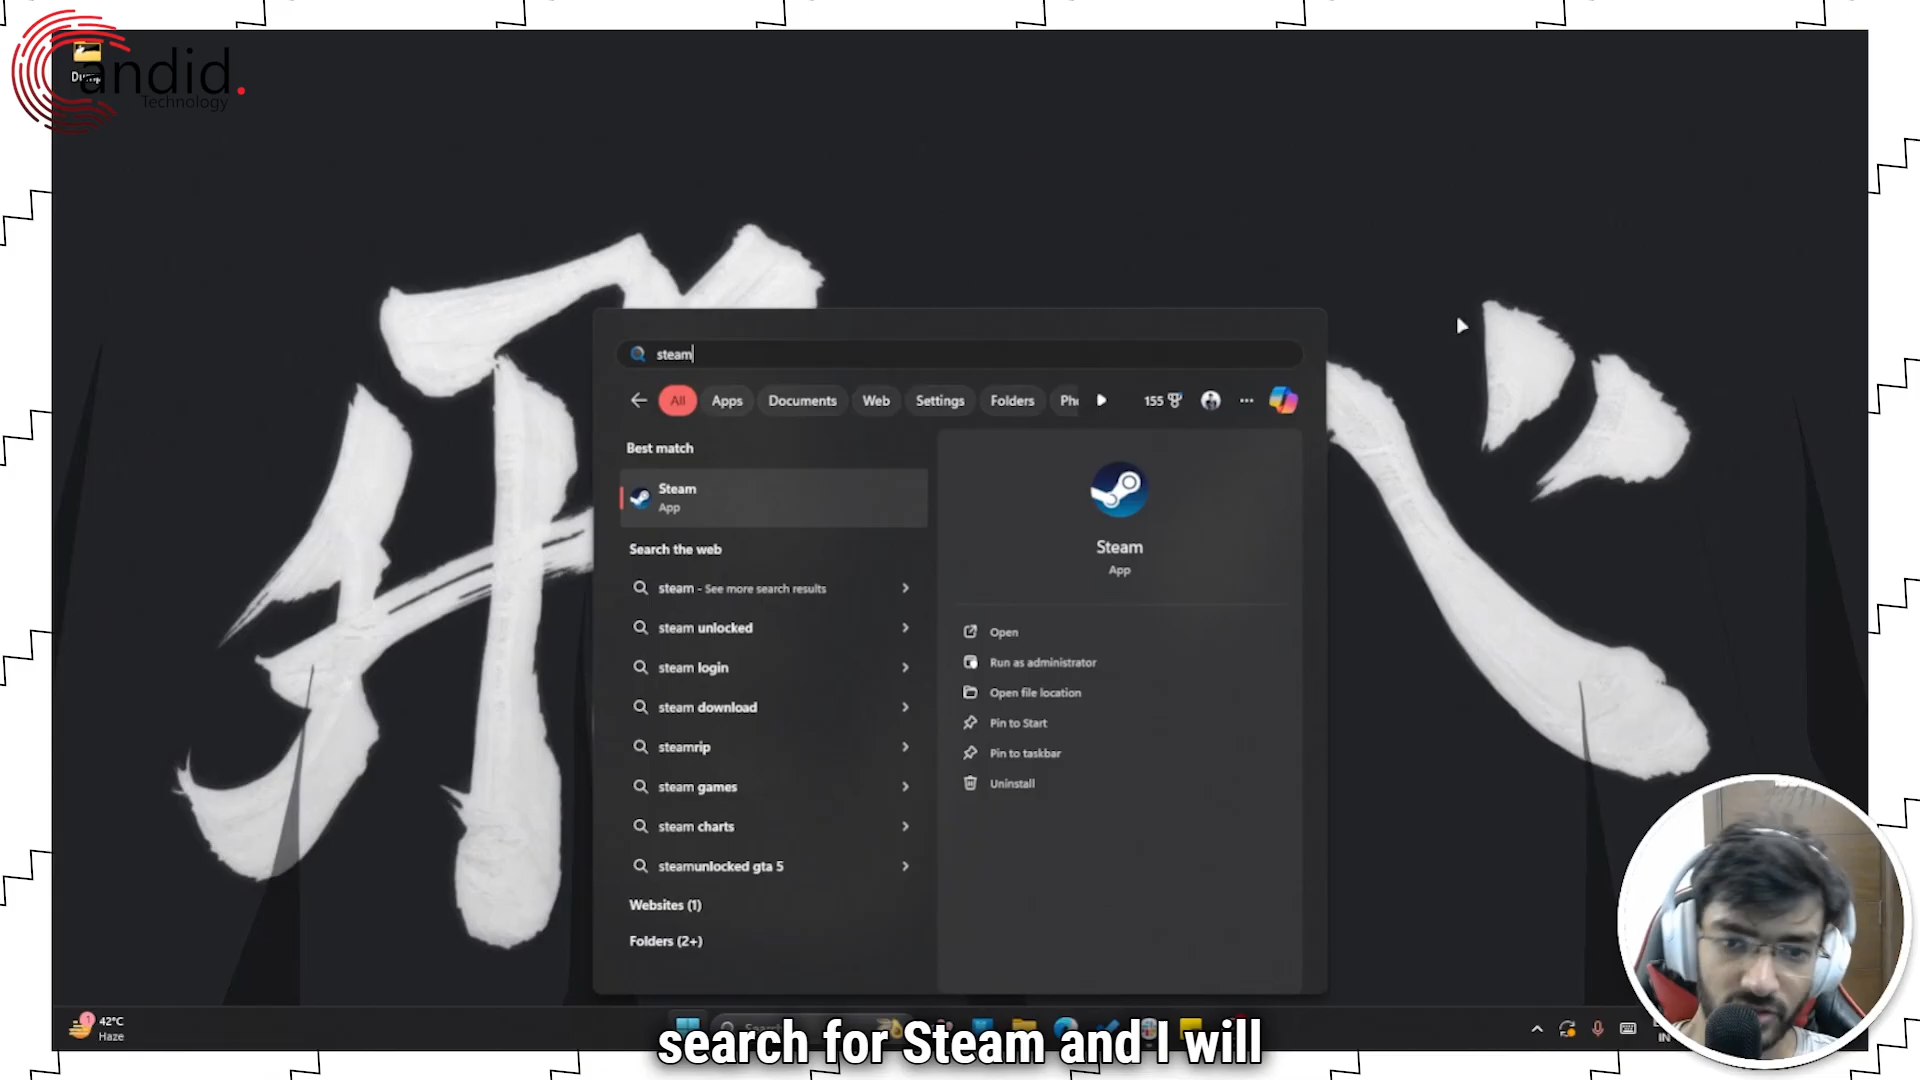 Dump
andid.
Technology
steam
All
Apps
Documents
Web
Settings
Folders
155
Best match
Steam
App
Search the web
steam - See more search results
steam unlocked
steam login
steam download
steamrip
steam games
steam charts
steamunlocked gta 5
Websites (1)
Folders (2+)
Steam
App
Open
Run as administrator
Open file location
Pin to Start
Pin to taskbar
Uninstall
1
42°C
Haze
IN
search for Steam and I will